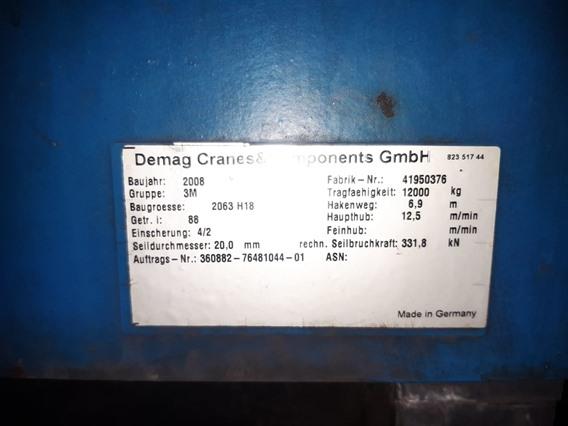 Demag Cranes& mponents GmbH 823 517 44
Baujahr: 2008 Fabrik-Nr.: 41950376
Gruppe: 3M Tragfaehigkeit: 12000 kg
Baugroesse: 2063 H18 Hakenweg: 6,9 m
Getr. i: 88 Haupthub: 12,5 m/min
Einscherung: 4/2 Feinhub: m/min
Seildurchmesser: 20,0 mm rechn. Seilbruchkraft: 331,8 kN
Auftrags-Nr.: 360882-76481044-01 ASN:
Made in Germany